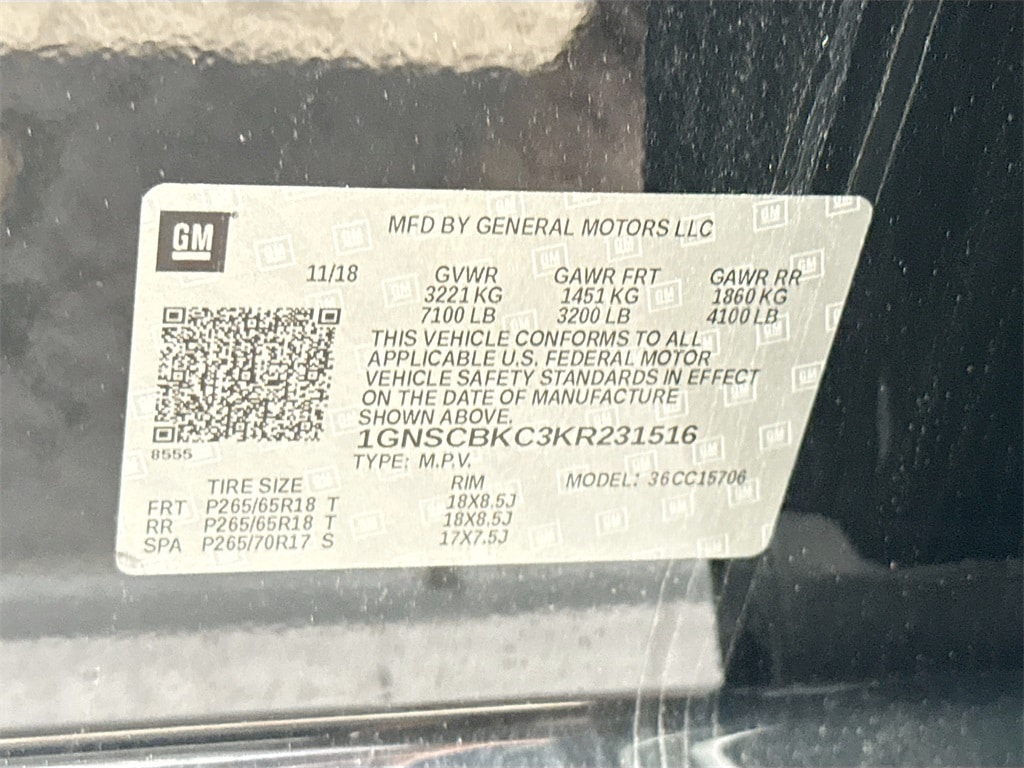 GM
MFD BY GENERAL MOTORS LLC
11/18 GVWR GAWR FRT GAWR RR
3221 KG 1451 KG 1860 KG
7100 LB 3200 LB 4100 LB
THIS VEHICLE CONFORMS TO ALL
APPLICABLE U.S. FEDERAL MOTOR
VEHICLE SAFETY STANDARDS IN EFFECT
ON THE DATE OF MANUFACTURE
SHOWN ABOVE.
1GNSCBKC3KR231516
8555
TYPE: M.P.V.
TIRE SIZE RIM MODEL: 36CC15706
FRT P265/65R18 T 18X8.5J
RR P265/65R18 T 18X8.5J
SPA P265/70R17 S 17X7.5J